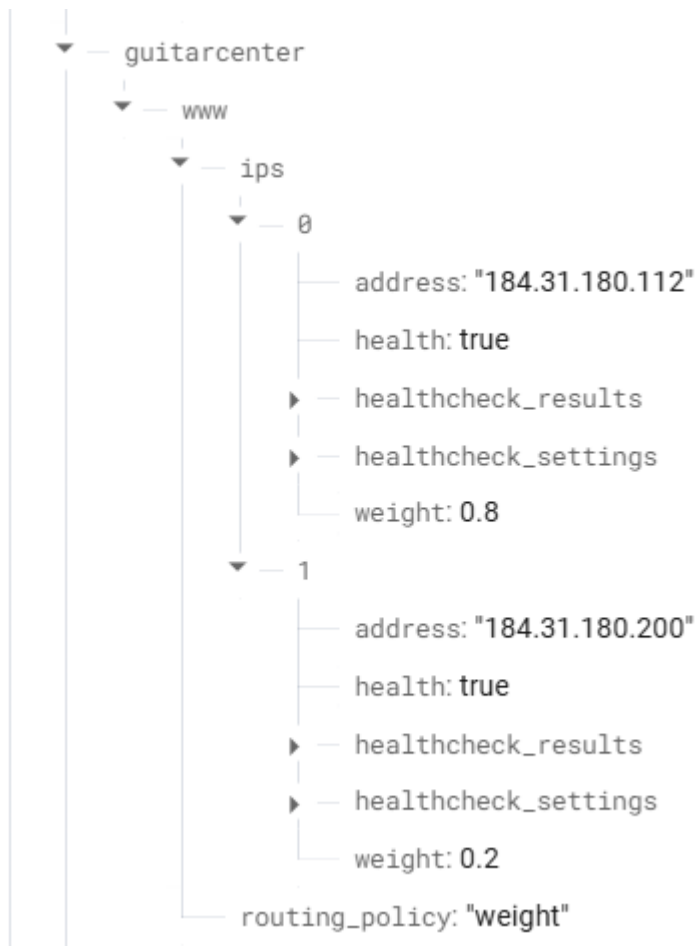 guitarcenter
www
ips
0
address: "184.31.180.112"
health: true
healthcheck_results
healthcheck_settings
weight: 0.8
1
address: "184.31.180.200"
health: true
healthcheck_results
healthcheck_settings
weight: 0.2
routing_policy: "weight"